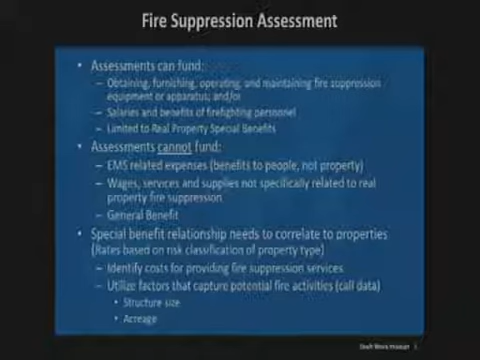 Fire Suppression Assessment
• Assessments can fund:
– Obtaining, furnishing, operating, and maintaining fire suppression
equipment or apparatus; and/or
– Salaries and benefits of firefighting personnel
– Limited to Real Property Special Benefits
• Assessments cannot fund:
– EMS related expenses (benefits to people, not property)
– Wages, services and supplies not specifically related to real
property fire suppression
– General Benefit
• Special benefit relationship needs to correlate to properties
(Rates based on risk classification of property type)
– Identify costs for providing fire suppression services
– Utilize factors that capture potential fire activities (call data)
• Structure size
• Acreage